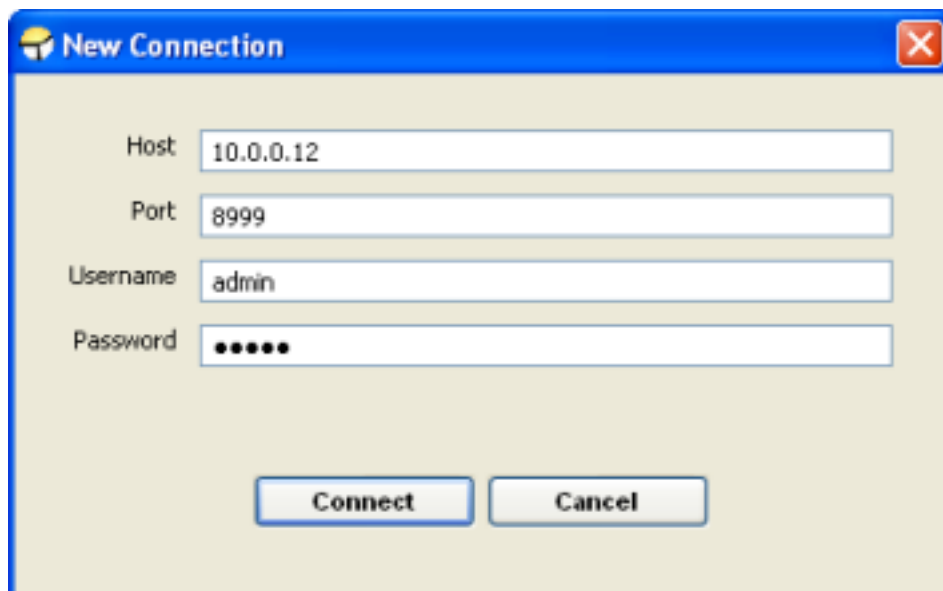 New Connection
Host 10.0.0.12
Port 8999
Username admin
Password •••••
Connect Cancel